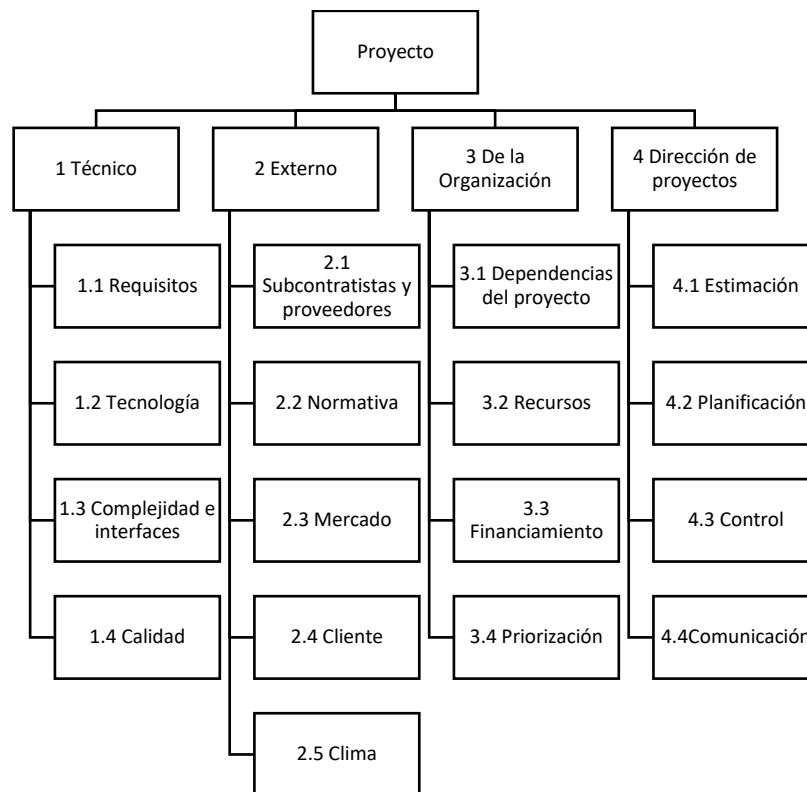 Proyecto
1 Técnico
2 Externo
3 De la
Organización
4 Dirección de
proyectos
1.1 Requisitos
2.1
Subcontratistas y
proveedores
3.1 Dependencias
del proyecto
4.1 Estimación
1.2 Tecnología
2.2 Normativa
3.2 Recursos
4.2 Planificación
1.3 Complejidad e
interfaces
2.3 Mercado
3.3
Financiamiento
4.3 Control
1.4 Calidad
2.4 Cliente
3.4 Priorización
4.4Comunicación
2.5 Clima